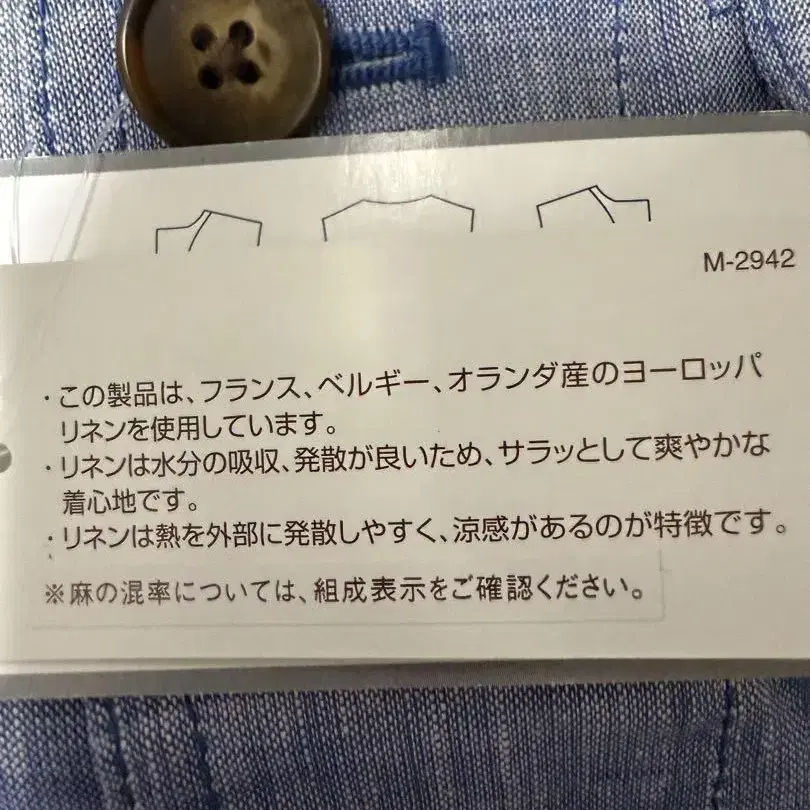 M-2942
・この製品は、フランス、ベルギー、オランダ産のヨーロッパ
リネンを使用しています。
・リネンは水分の吸収、発散が良いため、サラッとして爽やかな
着心地です。
・リネンは熱を外部に発散しやすく、涼感があるのが特徴です。
※麻の混率については、組成表示をご確認ください。